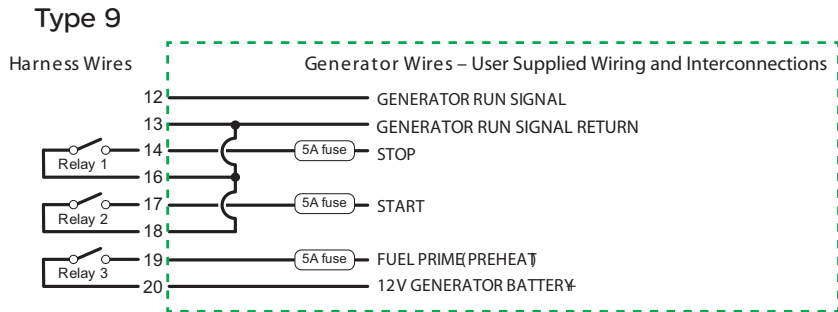 Type 9
Harness Wires
Generator Wires – User Supplied Wiring and Interconnections
12 GENERATOR RUN SIGNAL
13 GENERATOR RUN SIGNAL RETURN
14 5A fuse STOP
Relay 1
16
17 5A fuse START
Relay 2
18
19 5A fuse FUEL PRIME(PREHEAT)
Relay 3
20 12V GENERATOR BATTERY+